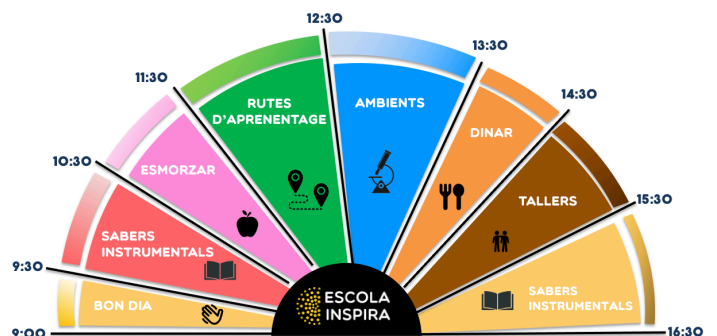 12:30
11:30
13:30
RUTES
D'APRENENTAGE
AMBIENTS
14:30
10:30
ESMORZAR
DINAR
TALLERS
15:30
SABERS
INSTRUMENTALS
9:30
BON DIA
ESCOLA
INSPIRA
SABERS
INSTRUMENTALS
9:00
16:30